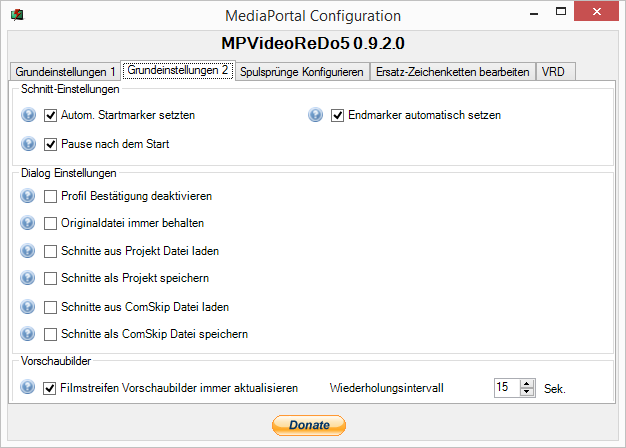 MediaPortal Configuration
MPVideoReDo5 0.9.2.0
Grundeinstellungen 1 Grundeinstellungen 2 Spulsprünge Konfigurieren Ersatz-Zeichenketten bearbeiten VRD
Schnitt-Einstellungen
Autom. Startmarker setzten Endmarker automatisch setzen
Pause nach dem Start
Dialog Einstellungen
Profil Bestätigung deaktivieren
Originaldatei immer behalten
Schnitte aus Projekt Datei laden
Schnitte als Projekt speichern
Schnitte aus ComSkip Datei laden
Schnitte als ComSkip Datei speichern
Vorschaubilder
Filmstreifen Vorschaubilder immer aktualisieren Wiederholungsintervall 15 Sek.
Donate